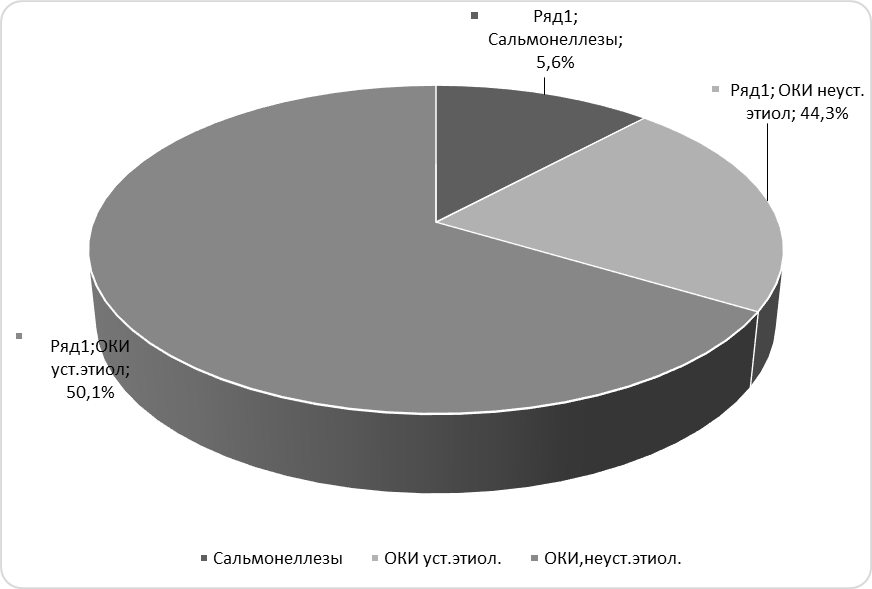 Ряд1;
Сальмонеллезы;
5,6%
Ряд1; ОКИ неуст.
этиол; 44,3%
Ряд1;ОКИ
уст.этиол;
50,1%
Сальмонеллезы
ОКИ уст.этиол.
ОКИ,неуст.этиол.